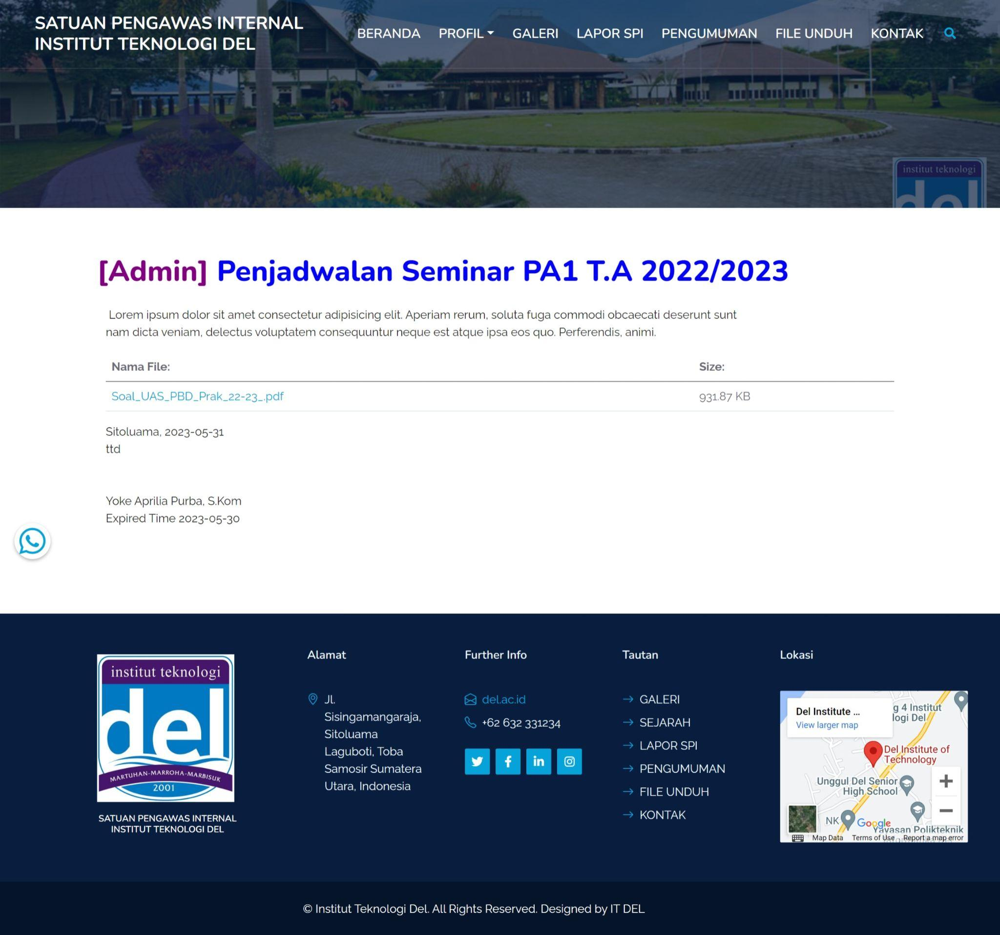 SATUAN PENGAWAS INTERNAL
INSTITUT TEKNOLOGI DEL
BERANDA PROFIL GALERI LAPOR SPI PENGUMUMAN FILE UNDUH KONTAK
institut teknologi
del
[Admin] Penjadwalan Seminar PA1 T.A 2022/2023
Lorem ipsum dolor sit amet consectetur adipisicing elit. Aperiam rerum, soluta fuga commodi obcaecati deserunt sunt
nam dicta veniam, delectus voluptatem consequuntur neque est atque ipsa eos quo. Perferendis, animi.
Nama File: Size:
Soal_UAS_PBD_Prak_22-23_.pdf 931.87 KB
Sitoluama, 2023-05-31
ttd
Yoke Aprilia Purba, S.Kom
Expired Time 2023-05-30
institut teknologi
del
MARTUHAN-MARROHA-MARBISUK
2001
SATUAN PENGAWAS INTERNAL
INSTITUT TEKNOLOGI DEL
Alamat
Jl.
Sisingamangaraja,
Sitoluama
Laguboti, Toba
Samosir Sumatera
Utara, Indonesia
Further Info
del.ac.id
+62 632 331234
Tautan
GALERI
SEJARAH
LAPOR SPI
PENGUMUMAN
FILE UNDUH
KONTAK
Lokasi
Del Institute ...
View larger map
g 4 Institut
logi Del
Del Institute of
Technology
Unggul Del Senior
High School
NK
Google
Yayasan Polikteknik
Map Data Terms of Use Report a map error
© Institut Teknologi Del. All Rights Reserved. Designed by IT DEL